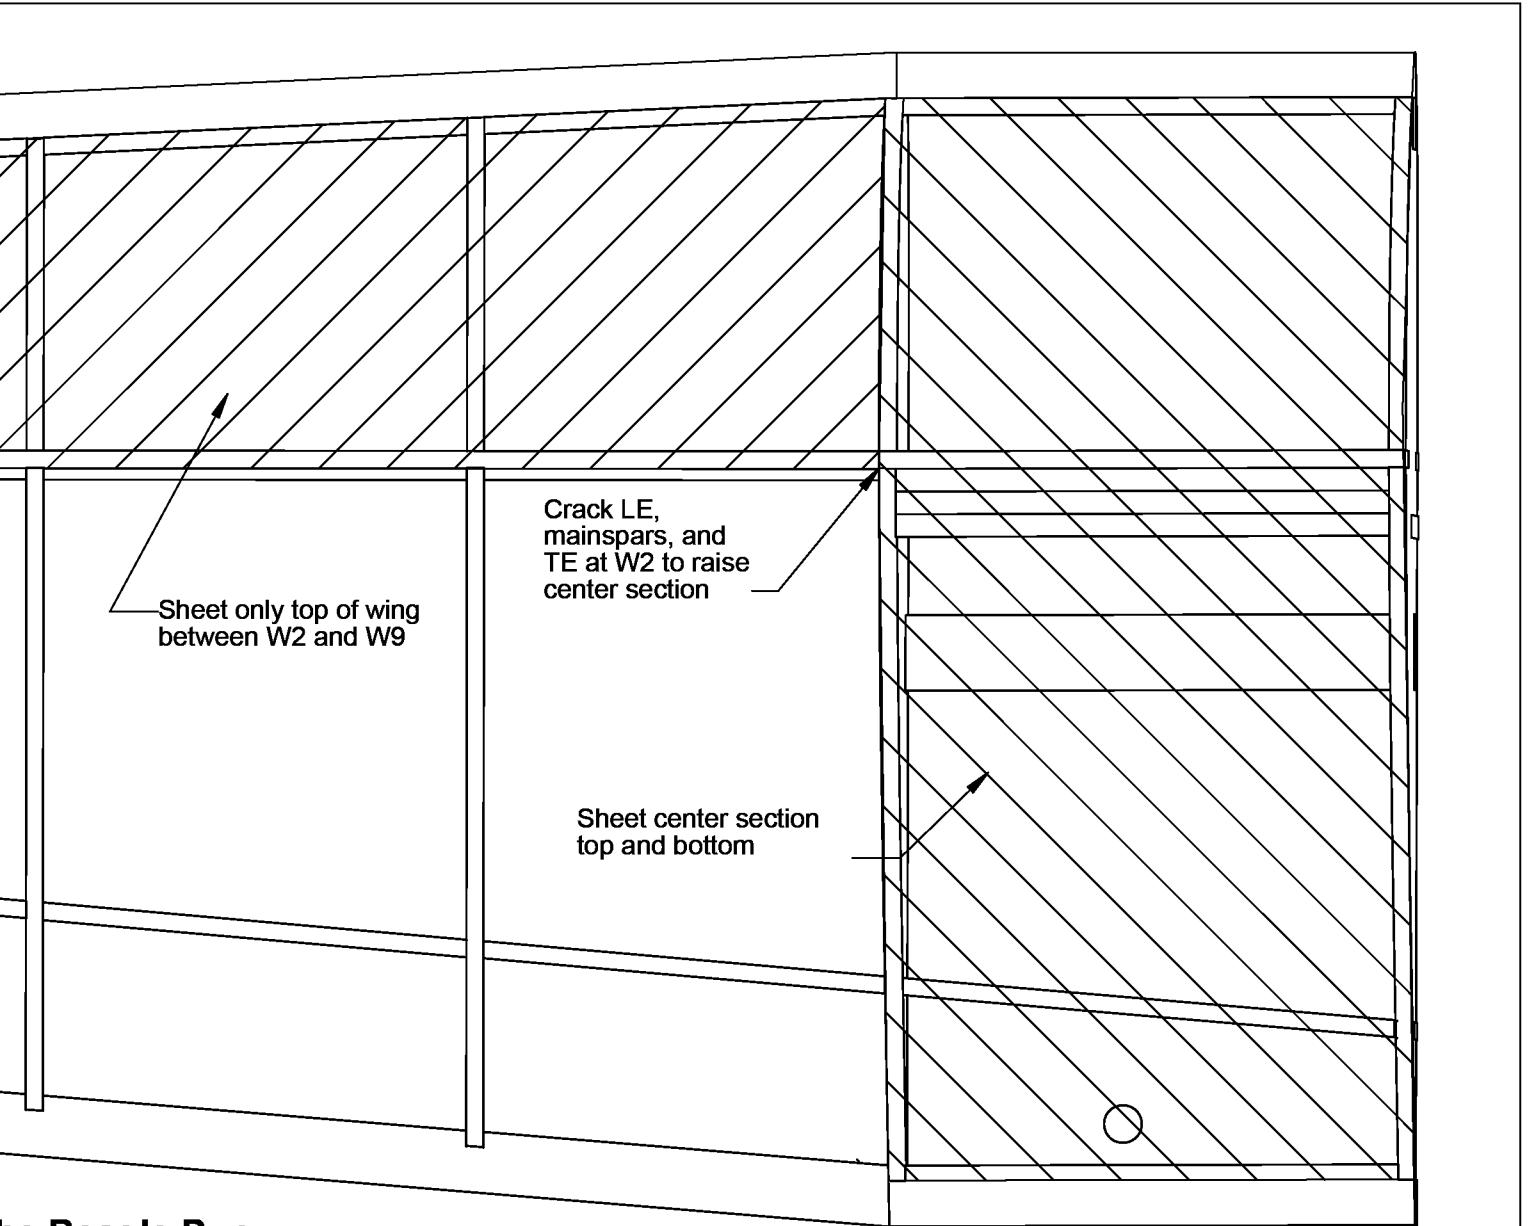 Crack LE,
mainspars, and
TE at W2 to raise
center section
Sheet only top of wing
between W2 and W9
Sheet center section
top and bottom